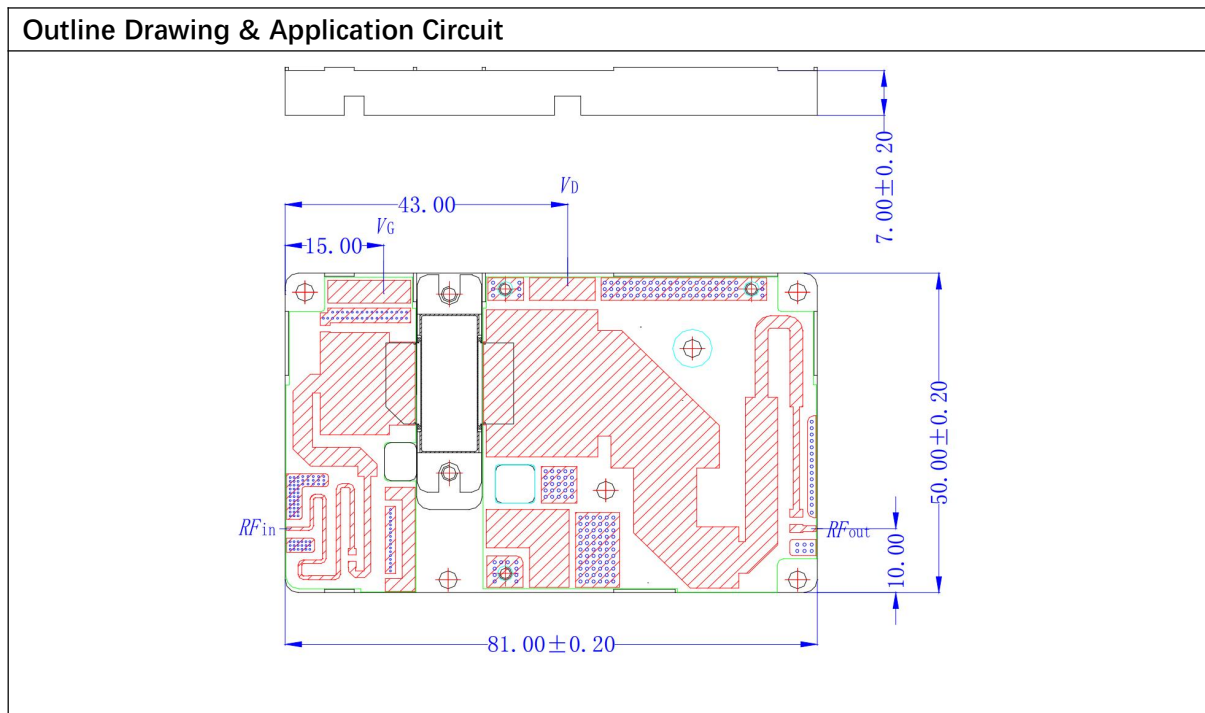 Outline Drawing & Application Circuit
7.00±0.20
VD
43.00
VG
15.00
50.00±0.20
RFin
RFout
10.00
81.00±0.20